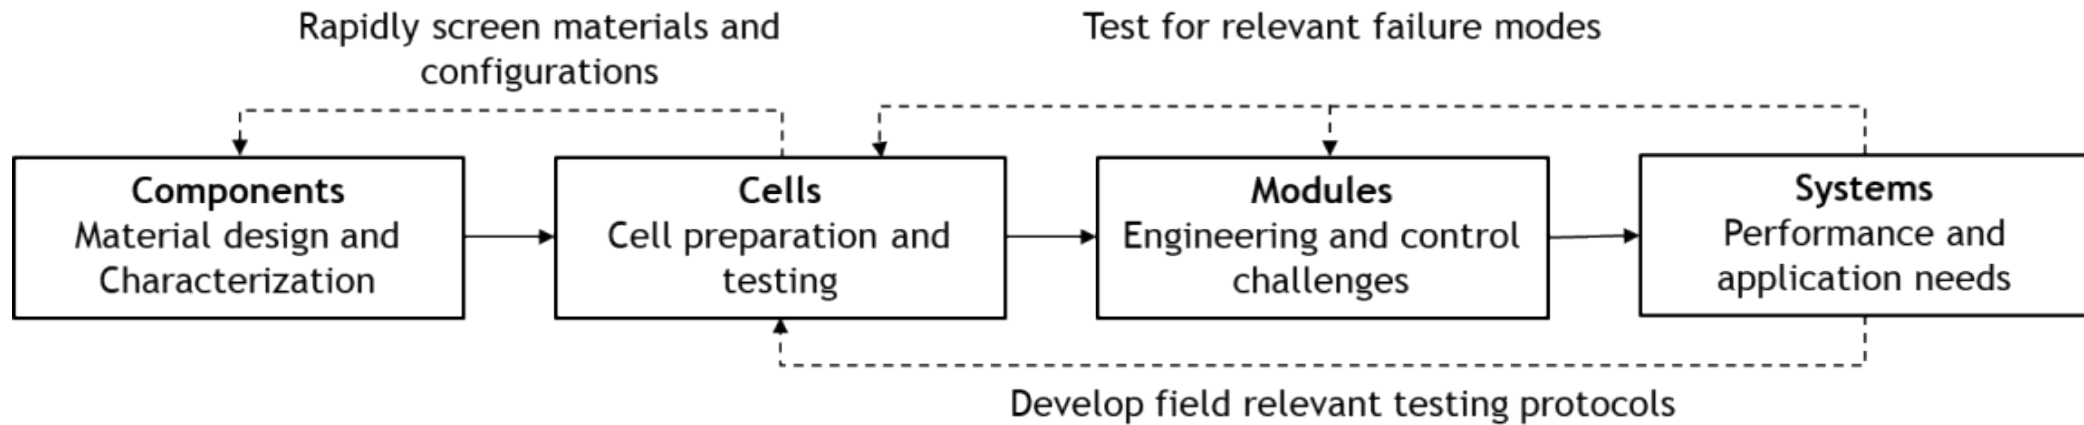 Rapidly screen materials and
configurations
Test for relevant failure modes
Components
Material design and
Characterization
Cells
Cell preparation and
testing
Modules
Engineering and control
challenges
Systems
Performance and
application needs
Develop field relevant testing protocols